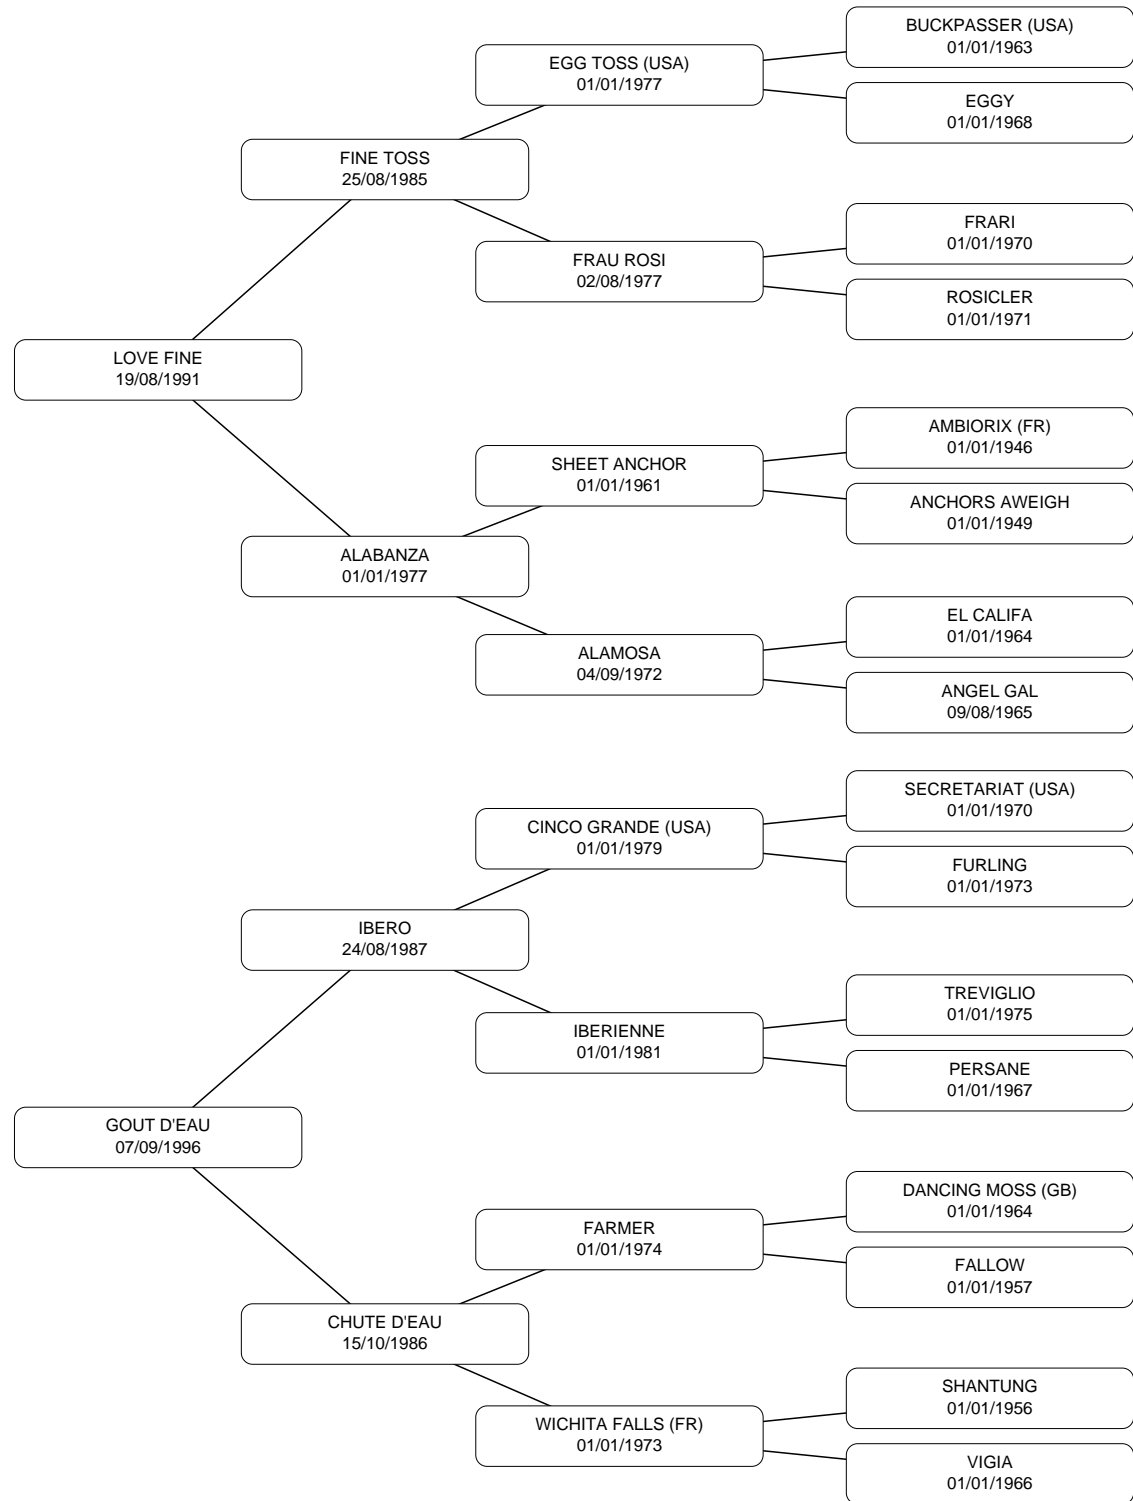 BUCKPASSER (USA)
01/01/1963
EGG TOSS (USA)
01/01/1977
EGGY
01/01/1968
FINE TOSS
25/08/1985
FRARI
01/01/1970
FRAU ROSI
02/08/1977
ROSICLER
01/01/1971
LOVE FINE
19/08/1991
AMBIORIX (FR)
01/01/1946
SHEET ANCHOR
01/01/1961
ANCHORS AWEIGH
01/01/1949
ALABANZA
01/01/1977
EL CALIFA
01/01/1964
ALAMOSA
04/09/1972
ANGEL GAL
09/08/1965
SECRETARIAT (USA)
01/01/1970
CINCO GRANDE (USA)
01/01/1979
FURLING
01/01/1973
IBERO
24/08/1987
TREVIGLIO
01/01/1975
IBERIENNE
01/01/1981
PERSANE
01/01/1967
GOUT D'EAU
07/09/1996
DANCING MOSS (GB)
01/01/1964
FARMER
01/01/1974
FALLOW
01/01/1957
CHUTE D'EAU
15/10/1986
SHANTUNG
01/01/1956
WICHITA FALLS (FR)
01/01/1973
VIGIA
01/01/1966